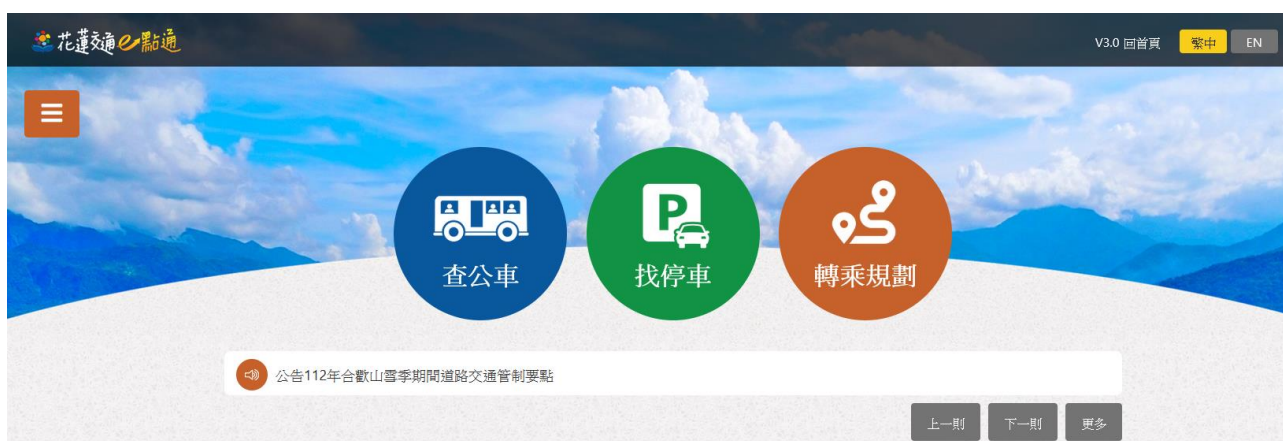 花蓮交通e點通
V3.0 回首頁 繁中 EN
查公車
P
找停車
轉乘規劃
公告112年合歡山雪季期間道路交通管制要點
上一則 下一則 更多